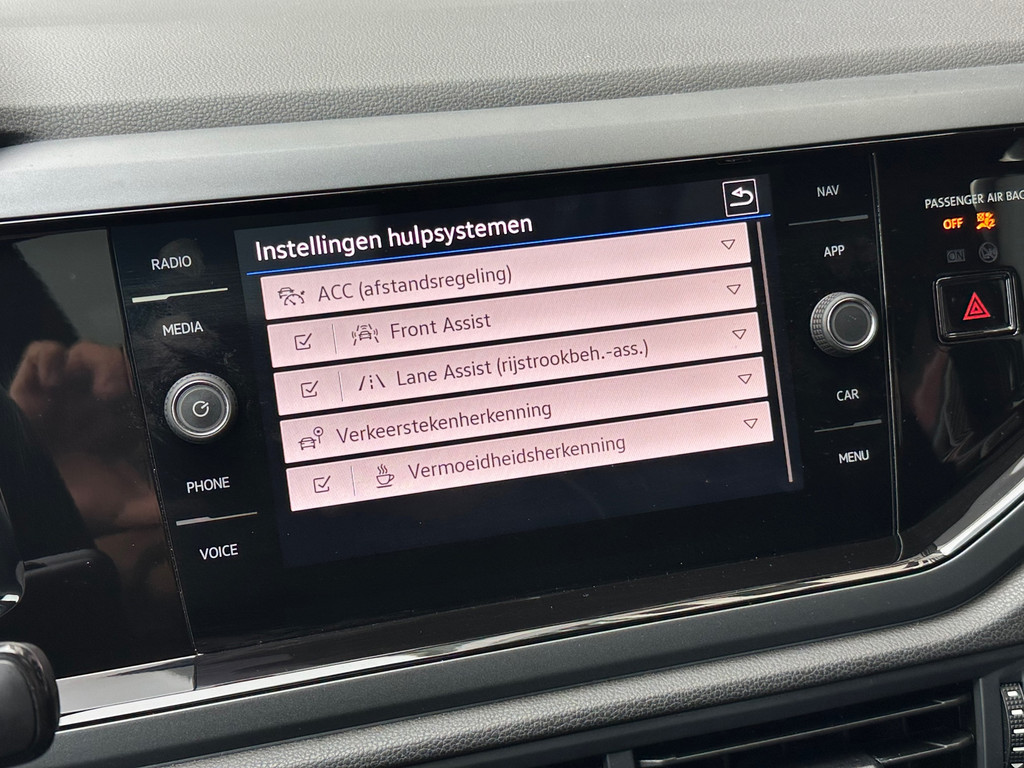 RADIO
MEDIA
PHONE
VOICE
Instellingen hulpsystemen
ACC (afstandsregeling)
Front Assist
Lane Assist (rijstrookbeh.-ass.)
Verkeerstekenherkenning
Vermoeidheidsherkenning
NAV
APP
CAR
MENU
PASSENGER AIR BAG
OFF
ON